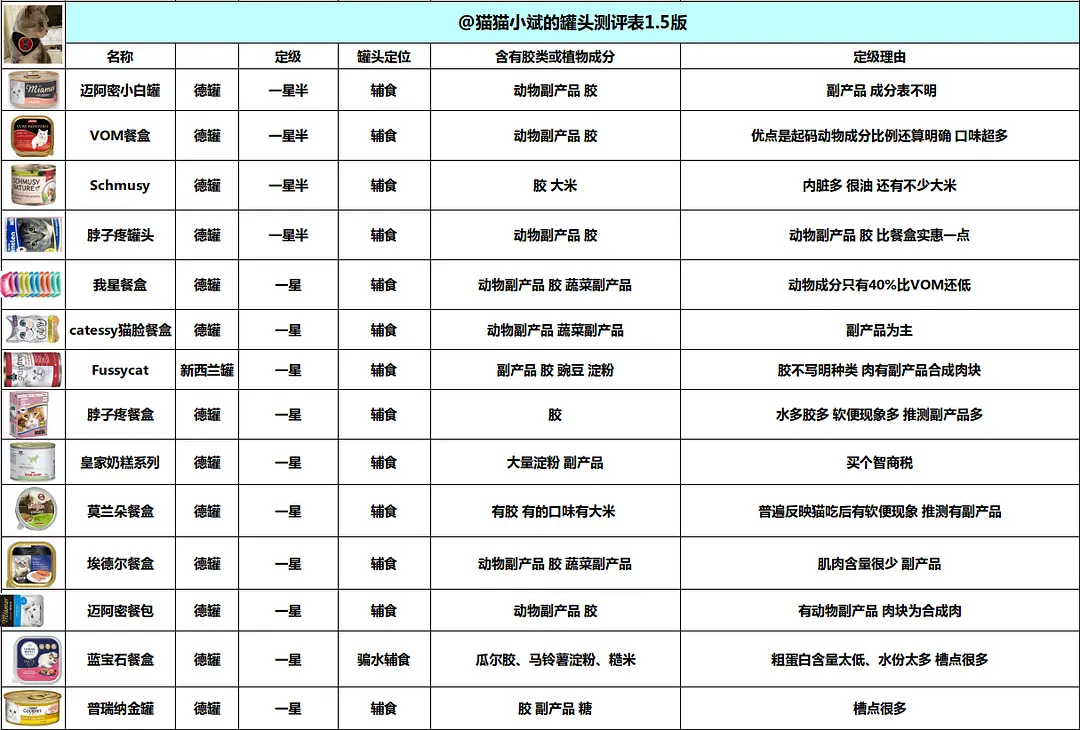 @猫猫小斌的罐头测评表1.5版
名称 定级 罐头定位 含有胶类或植物成分 定级理由
迈阿密小白罐 德罐 一星半 辅食 动物副产品 胶 副产品 成分表不明
VOM餐盒 德罐 一星半 辅食 动物副产品 胶 优点是起码动物成分比例还算明确 口味超多
Schmusy 德罐 一星半 辅食 胶 大米 内脏多 很油 还有不少大米
脖子疼罐头 德罐 一星半 辅食 动物副产品 胶 动物副产品 胶 比餐盒实惠一点
我星餐盒 德罐 一星 辅食 动物副产品 胶 蔬菜副产品 动物成分只有40%比VOM还低
catessy猫脸餐盒 德罐 一星 辅食 动物副产品 蔬菜副产品 副产品为主
Fussycat 新西兰罐 一星 辅食 副产品 胶 豌豆 淀粉 胶不写明种类 肉有副产品合成肉块
脖子疼餐盒 德罐 一星 辅食 胶 水多胶多 软便现象多 推测副产品多
皇家奶糕系列 德罐 一星 辅食 大量淀粉 副产品 买个智商税
莫兰朵餐盒 德罐 一星 辅食 有胶 有的口味有大米 普遍反映猫吃后有软便现象 推测有副产品
埃德尔餐盒 德罐 一星 辅食 动物副产品 胶 蔬菜副产品 肌肉含量很少 副产品
迈阿密餐包 德罐 一星 辅食 动物副产品 胶 有动物副产品 肉块为合成肉
蓝宝石餐盒 德罐 一星 骗水辅食 瓜尔胶、马铃薯淀粉、糙米 粗蛋白含量太低、水份太多 槽点很多
普瑞纳金罐 德罐 一星 辅食 胶 副产品 糖 槽点很多